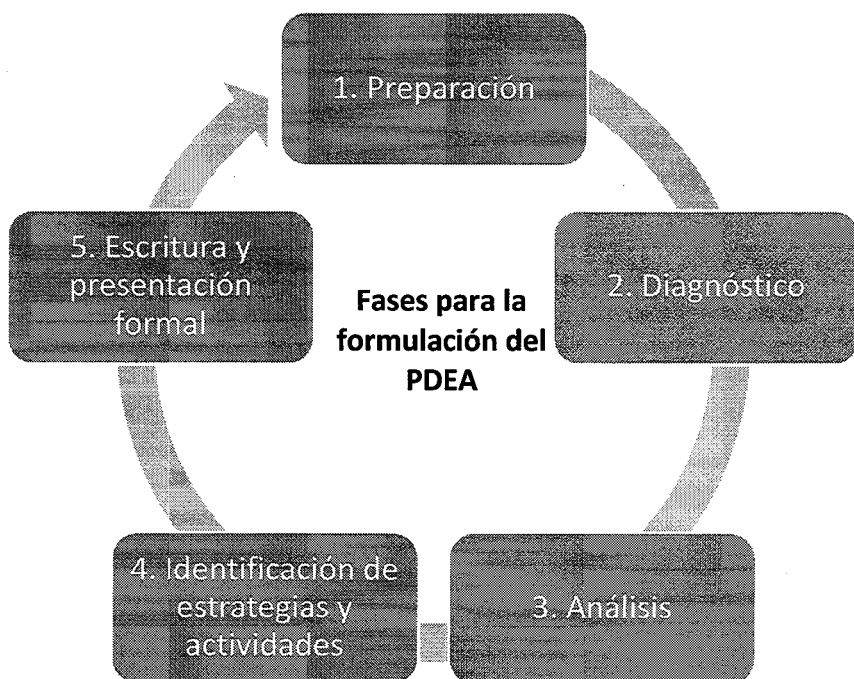 1. Preparación
2. Diagnóstico
3. Análisis
4. Identificación de
estrategias y
actividades
5. Escritura y
presentación
formal
Fases para la
formulación del
PDEA